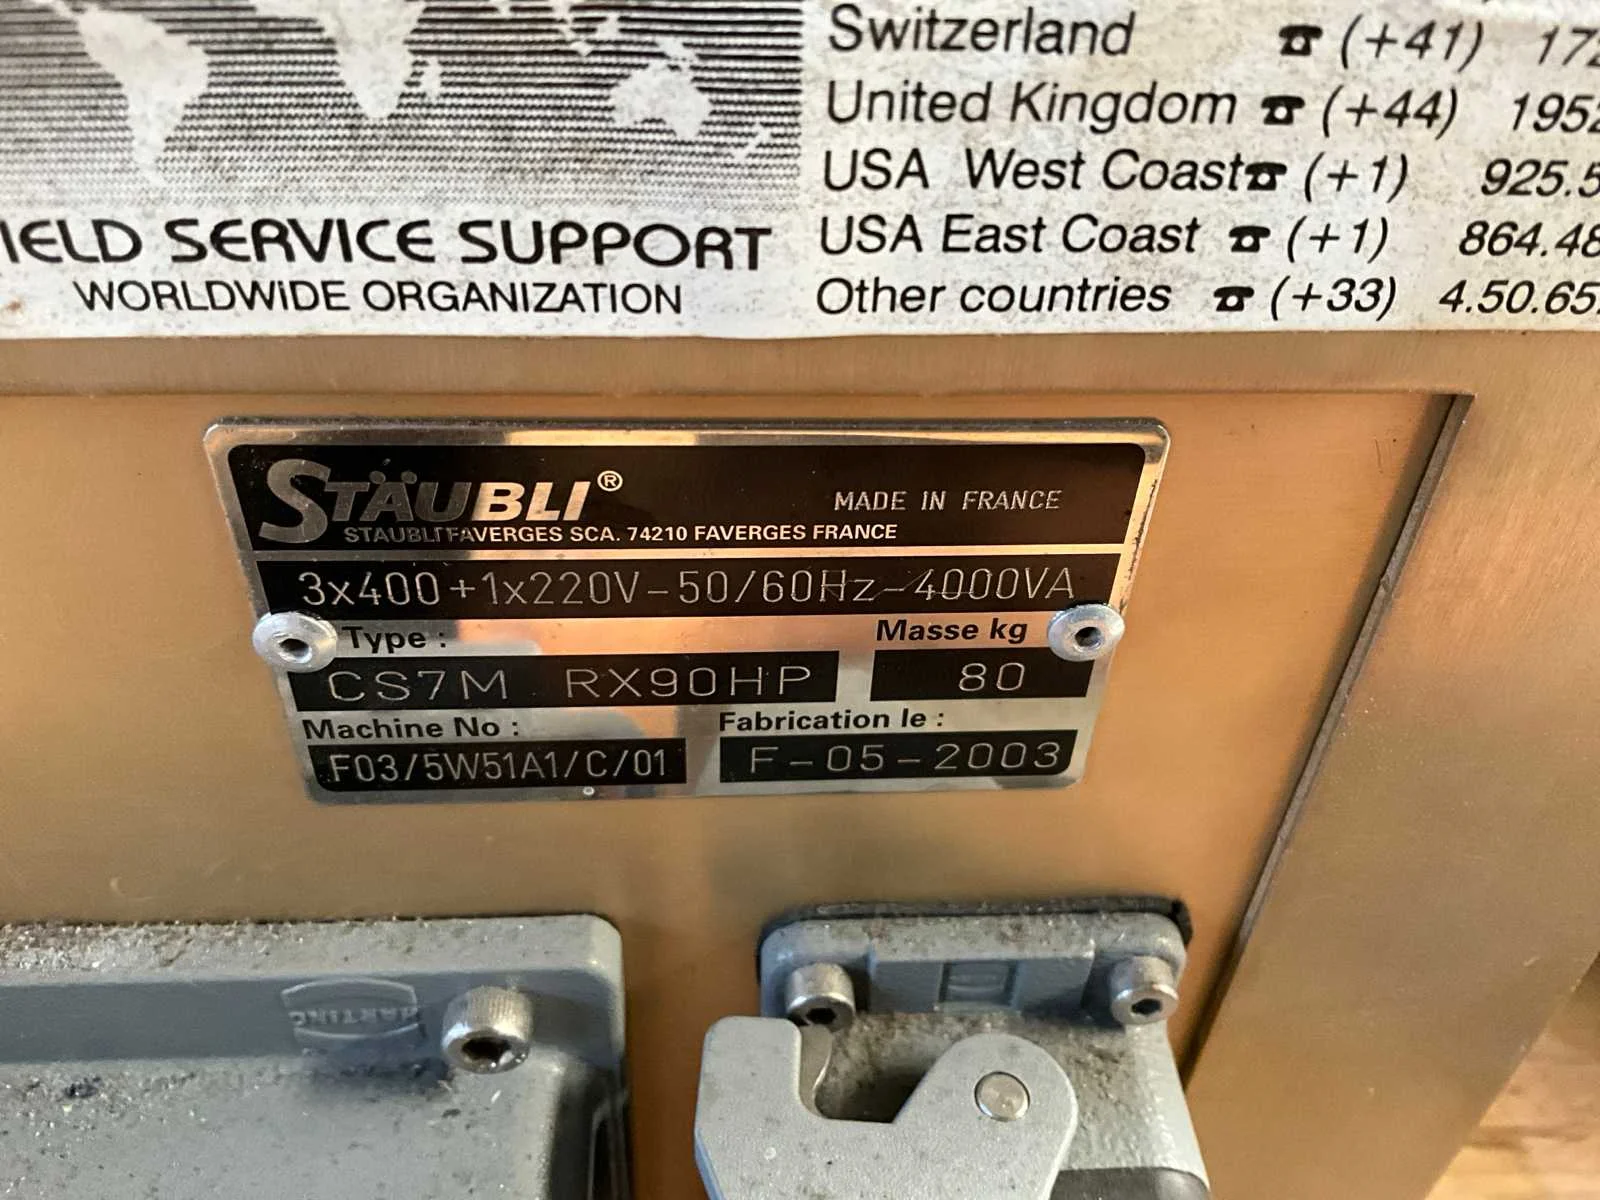 Switzerland ☎ (+41) 172
United Kingdom ☎ (+44) 1952
USA West Coast ☎ (+1) 925.5
USA East Coast ☎ (+1) 864.48
Other countries ☎ (+33) 4.50.65.
IELD SERVICE SUPPORT
WORLDWIDE ORGANIZATION
STÄUBLI®
MADE IN FRANCE
STAUBLI FAVERGES SCA. 74210 FAVERGES FRANCE
3x400+1x220V-50/60Hz-4000VA
Type :
Masse kg
CS7M RX90HP
80
Machine No :
Fabrication le :
F03/5W51A1/C/01
F-05-2003
HARTING